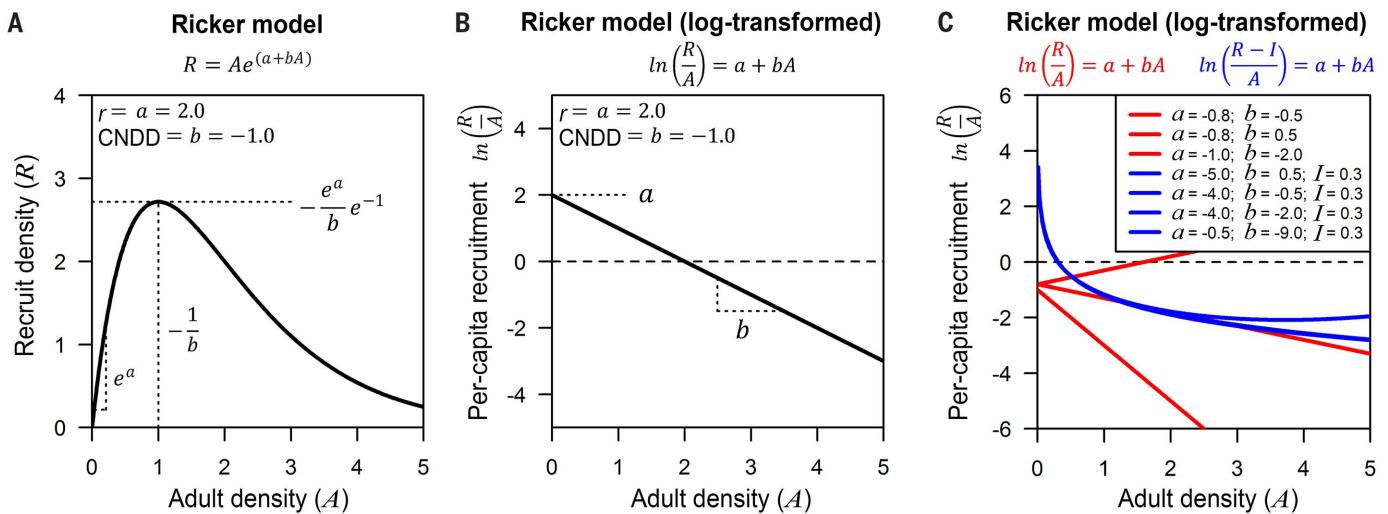 A
Ricker model
R = Ae^(a+bA)
r = a = 2.0
CNDD = b = −1.0
4
3
2
1
0
−e^a/b e^−1
−1/b
e^a
0 1 2 3 4 5
Recruit density (R)
Adult density (A)
B
Ricker model (log-transformed)
ln(R/A) = a + bA
r = a = 2.0
CNDD = b = −1.0
4
2
0
-2
-4
a
b
0 1 2 3 4 5
Per-capita recruitment ln(R/A)
Adult density (A)
C
Ricker model (log-transformed)
ln(R/A) = a + bA
ln((R − I)/A) = a + bA
a = -0.8; b = -0.5
a = -0.8; b = 0.5
a = -1.0; b = -2.0
a = -5.0; b = 0.5; I = 0.3
a = -4.0; b = -0.5; I = 0.3
a = -4.0; b = -2.0; I = 0.3
a = -0.5; b = -9.0; I = 0.3
6
4
2
0
-2
-4
-6
0 1 2 3 4 5
Per-capita recruitment ln(R/A)
Adult density (A)